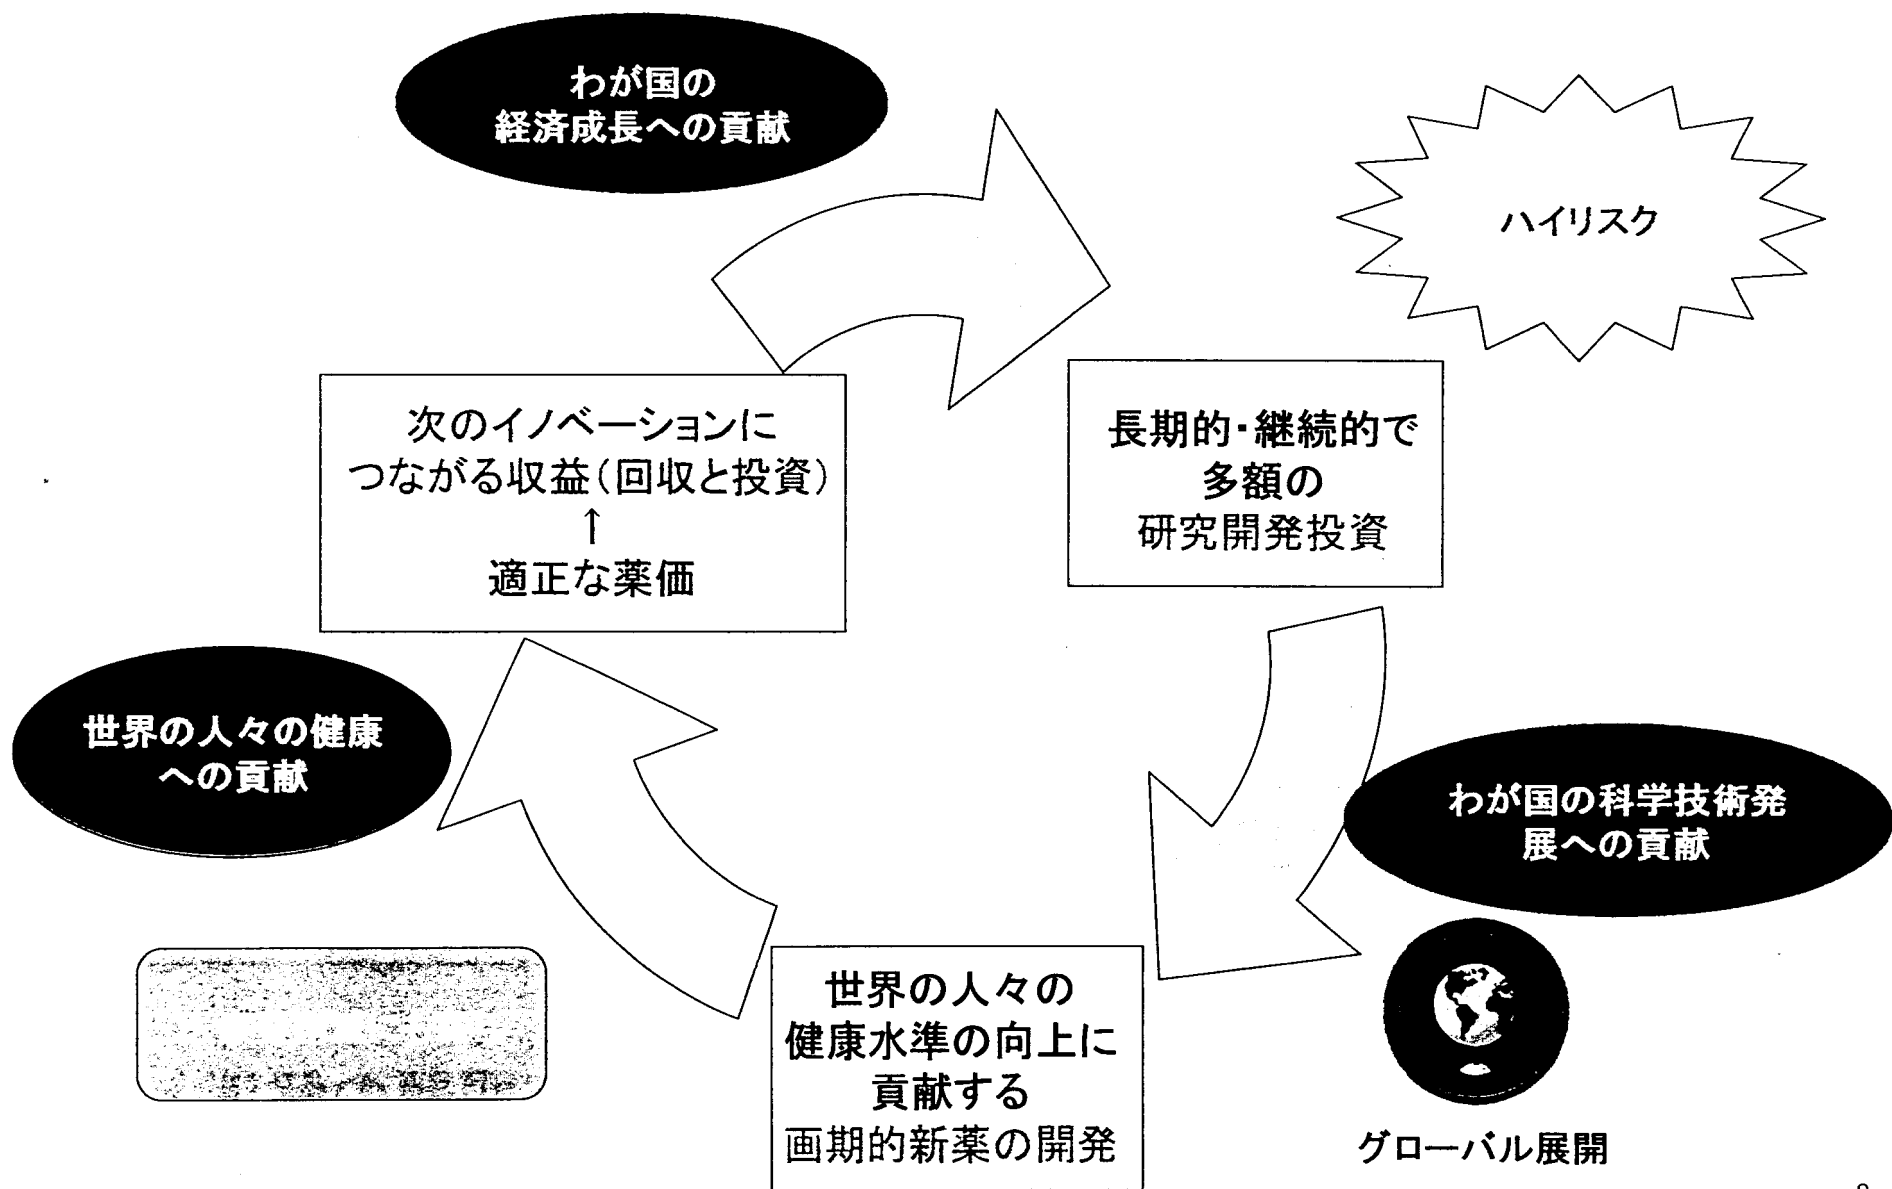 わが国の
経済成長への貢献
ハイリスク
次のイノベーションに
つながる収益(回収と投資)
↑
適正な薬価
長期的・継続的で
多額の
研究開発投資
世界の人々の健康
への貢献
わが国の科学技術発
展への貢献
世界の人々の
健康水準の向上に
貢献する
画期的新薬の開発
グローバル展開